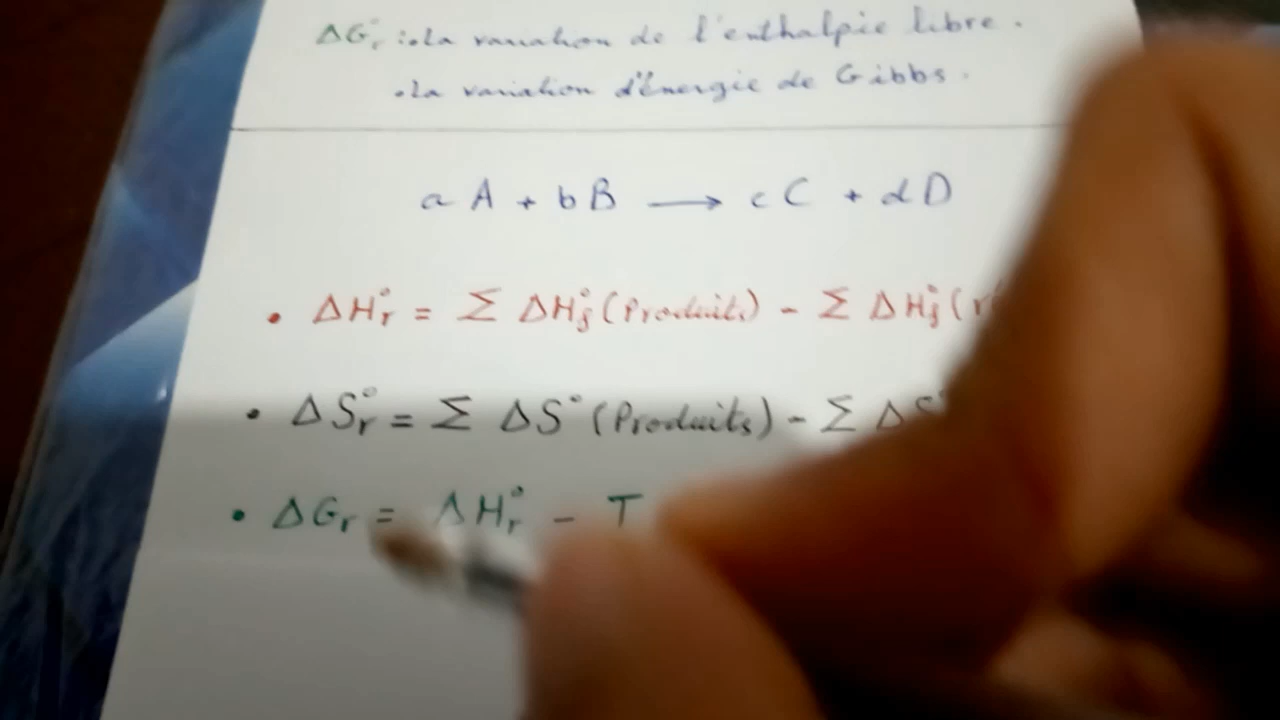 ΔG°r : • la variation de l'enthalpie libre.
• la variation d'énergie de Gibbs.
a A + b B → c C + d D
• ΔH°r = Σ ΔH°f (Produits) - Σ ΔH°f (r
• ΔS°r = Σ ΔS° (Produits) - Σ ΔS°
• ΔGr = ΔH°r - T